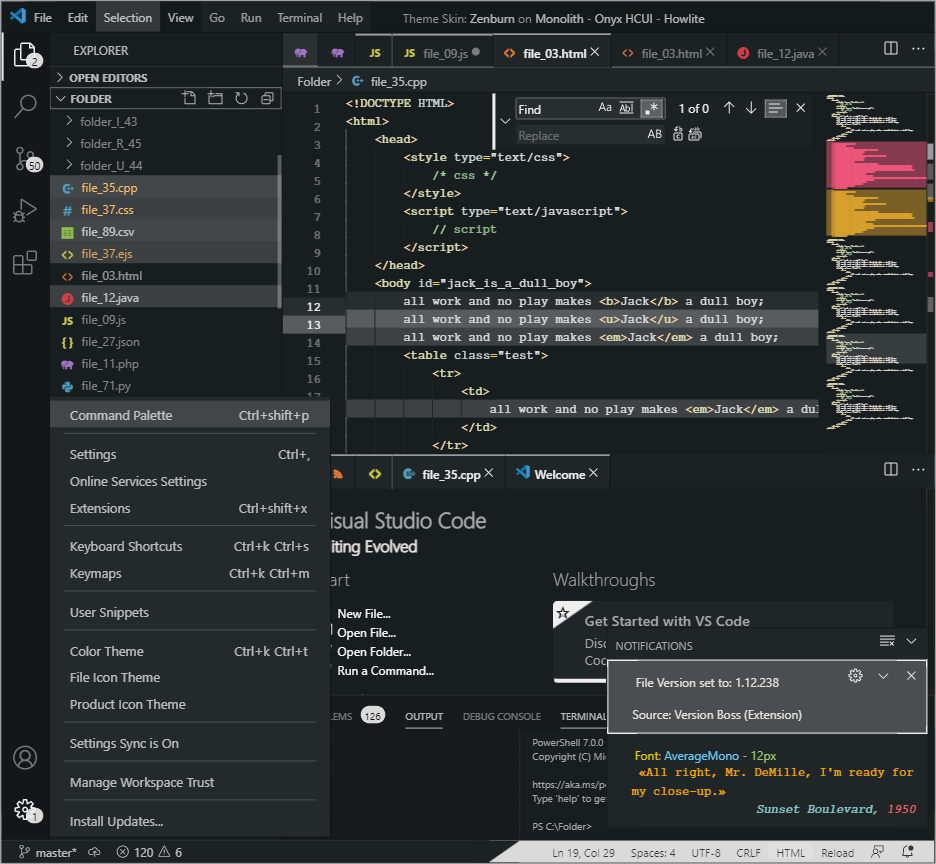 File Edit Selection View Go Run Terminal Help Theme Skin: Zenburn on Monolith - Onyx HCUI - Howlite
2
EXPLORER
JS
JS file_09.js
file_03.html
file_03.html
file_12.java
OPEN EDITORS
FOLDER
Folder file_35.cpp
folder_I_43
folder_R_45
folder_U_44
50
file_35.cpp
# file_37.css
file_89.csv
file_37.ejs
file_03.html
file_12.java
JS file_09.js
{} file_27.json
file_11.php
file_71.py
Find Aa Abl .* 1 of 0
Replace AB
1 <!DOCTYPE HTML>
2 <html>
3 <head>
4 <style type="text/css">
5 /* css */
6 </style>
7 <script type="text/javascript">
8 // script
9 </script>
10 </head>
11 <body id="jack_is_a_dull_boy">
12 all work and no play makes <b>Jack</b> a dull boy;
13 all work and no play makes <u>Jack</u> a dull boy;
14 all work and no play makes <em>Jack</em> a dull boy;
15 <table class="test">
16 <tr>
17 <td>
all work and no play makes <em>Jack</em> a dul
</td>
</tr>
Command Palette Ctrl+shift+p
Settings Ctrl+,
Online Services Settings
Extensions Ctrl+shift+x
Keyboard Shortcuts Ctrl+k Ctrl+s
Keymaps Ctrl+k Ctrl+m
User Snippets
Color Theme Ctrl+k Ctrl+t
File Icon Theme
Product Icon Theme
Settings Sync is On
Manage Workspace Trust
Install Updates...
1
file_35.cpp
Welcome
isual Studio Code
iting Evolved
art
New File...
Open File...
Open Folder...
Run a Command...
Walkthroughs
Get Started with VS Code
Disc
Coc
NOTIFICATIONS
File Version set to: 1.12.238
Source: Version Boss (Extension)
Font: AverageMono - 12px
«All right, Mr. DeMille, I'm ready for
my close-up.»
Sunset Boulevard, 1950
LEMS 126 OUTPUT DEBUG CONSOLE TERMINAL
PowerShell 7.0.0
Copyright (C) Mi
https://aka.ms/p
Type 'help' to ge
PS C:\Folder>
master* 120 6 Ln 19, Col 29 Spaces: 4 UTF-8 CRLF HTML Reload